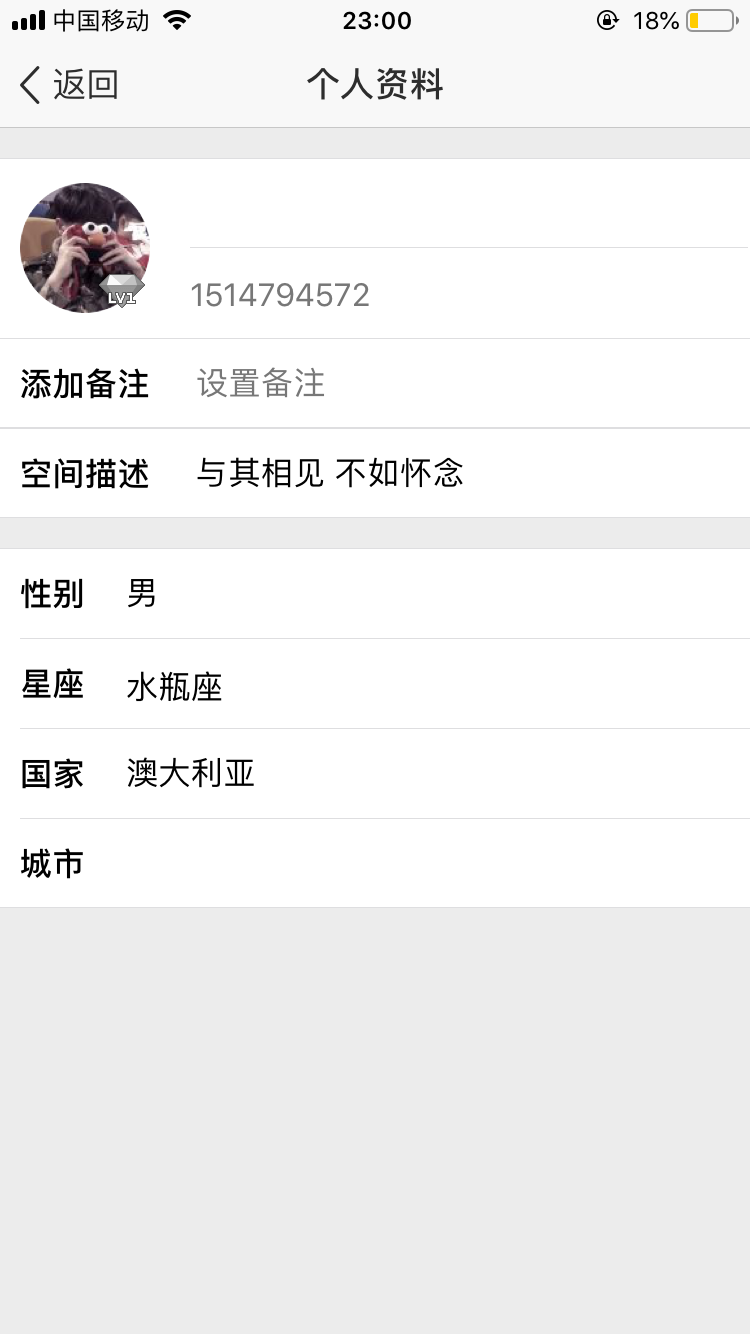 中国移动 23:00 18%
返回 个人资料
LV1
1514794572
添加备注 设置备注
空间描述 与其相见 不如怀念
性别 男
星座 水瓶座
国家 澳大利亚
城市